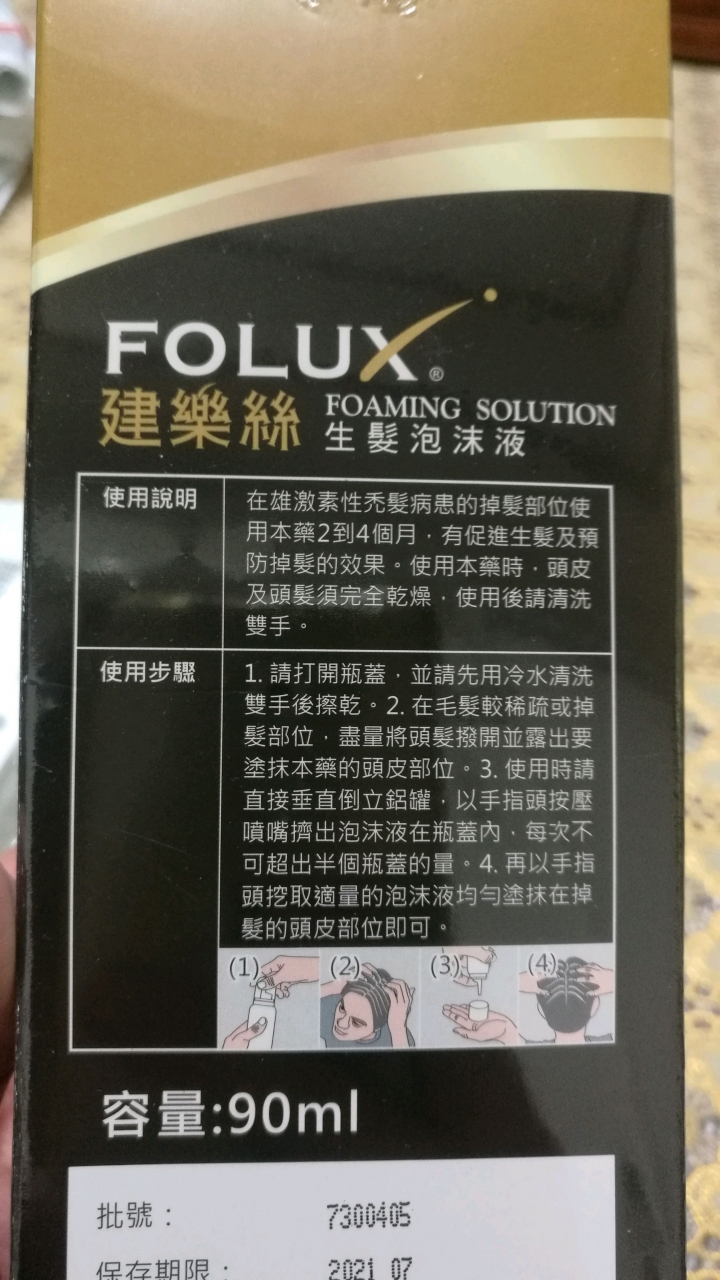 FOLUX®
建樂絲
FOAMING SOLUTION
生髮泡沫液
使用說明
在雄激素性禿髮病患的掉髮部位使
用本藥2到4個月，有促進生髮及預
防掉髮的效果。使用本藥時，頭皮
及頭髮須完全乾燥，使用後請清洗
雙手。
使用步驟
1. 請打開瓶蓋，並請先用冷水清洗
雙手後擦乾。2. 在毛髮較稀疏或掉
髮部位，盡量將頭髮撥開並露出要
塗抹本藥的頭皮部位。3. 使用時請
直接垂直倒立鋁罐，以手指頭按壓
噴嘴擠出泡沫液在瓶蓋內，每次不
可超出半個瓶蓋的量。4. 再以手指
頭挖取適量的泡沫液均勻塗抹在掉
髮的頭皮部位即可。
(1) (2) (3) (4)
容量:90ml
批號： 7300405
保存期限： 2021 07